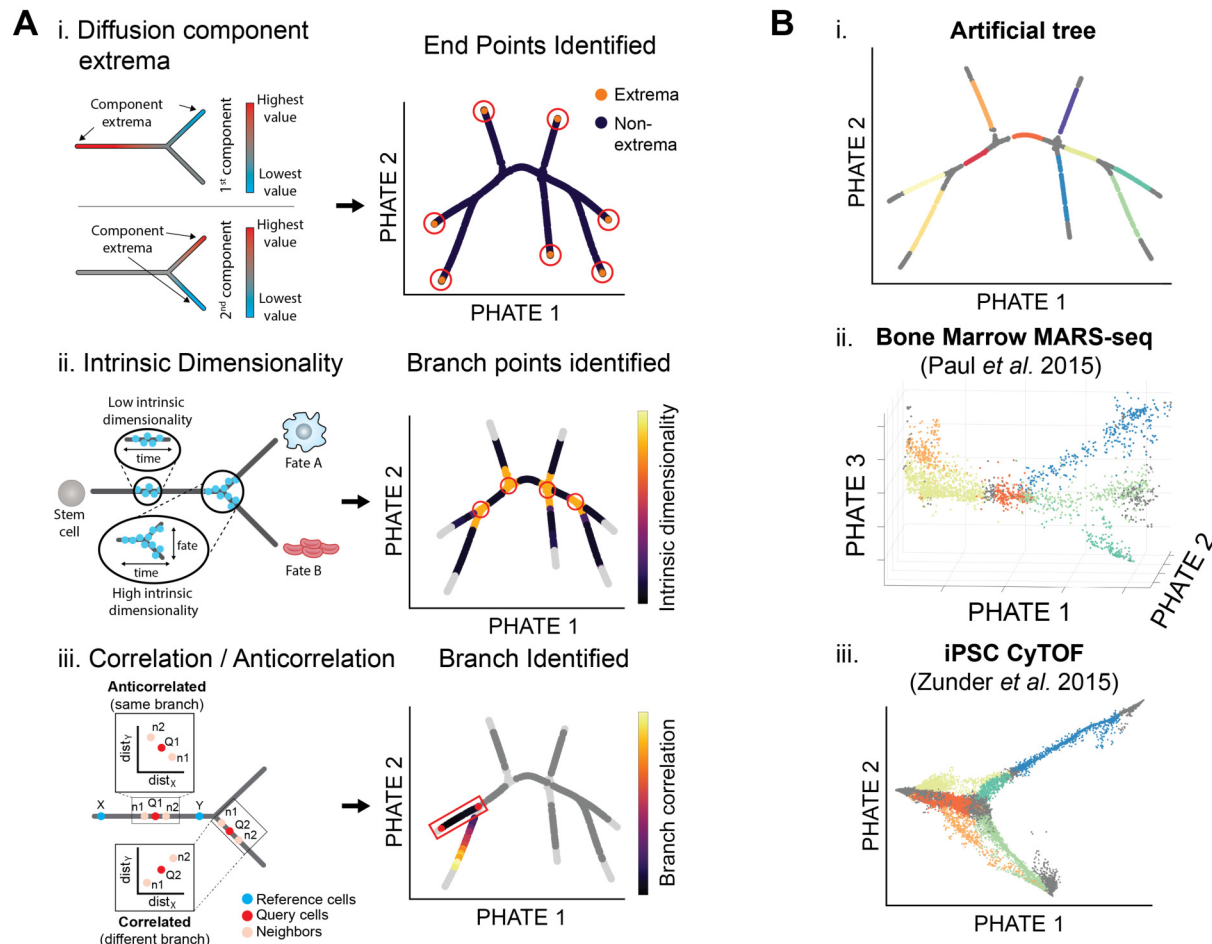 A
i. Diffusion component
extrema
Component
extrema
Highest
value
1st component
Lowest
value
Component
extrema
Highest
value
2nd component
Lowest
value
End Points Identified
Extrema
Non-
extrema
PHATE 2
PHATE 1
ii. Intrinsic Dimensionality
Low intrinsic
dimensionality
time
Stem
cell
Fate A
fate
time
Fate B
High intrinsic
dimensionality
Branch points identified
PHATE 2
PHATE 1
Intrinsic dimensionality
iii. Correlation / Anticorrelation
Anticorrelated
(same branch)
n2
Q1
n1
distY
distX
X
n1
Q1
n2
Y
n1
Q2
n2
n2
Q2
n1
distY
distX
Correlated
(different branch)
Reference cells
Query cells
Neighbors
Branch Identified
PHATE 2
PHATE 1
Branch correlation
B
i.
Artificial tree
PHATE 2
PHATE 1
ii.
Bone Marrow MARS-seq
(Paul et al. 2015)
PHATE 3
PHATE 1
PHATE 2
iii.
iPSC CyTOF
(Zunder et al. 2015)
PHATE 2
PHATE 1